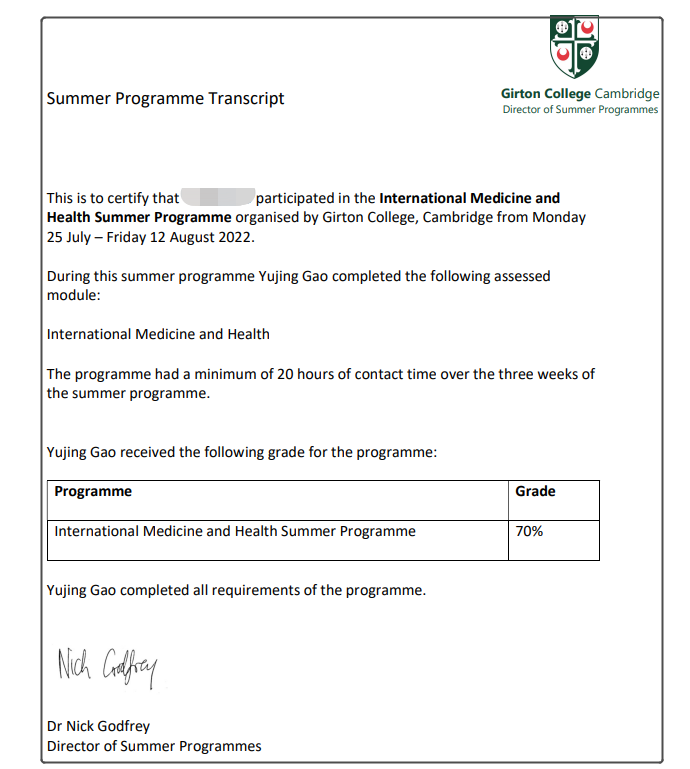 Girton College Cambridge
Director of Summer Programmes
Summer Programme Transcript
This is to certify that participated in the International Medicine and
Health Summer Programme organised by Girton College, Cambridge from Monday
25 July – Friday 12 August 2022.
During this summer programme Yujing Gao completed the following assessed
module:
International Medicine and Health
The programme had a minimum of 20 hours of contact time over the three weeks of
the summer programme.
Yujing Gao received the following grade for the programme:
Programme Grade
International Medicine and Health Summer Programme 70%
Yujing Gao completed all requirements of the programme.
Nick Godfrey
Dr Nick Godfrey
Director of Summer Programmes